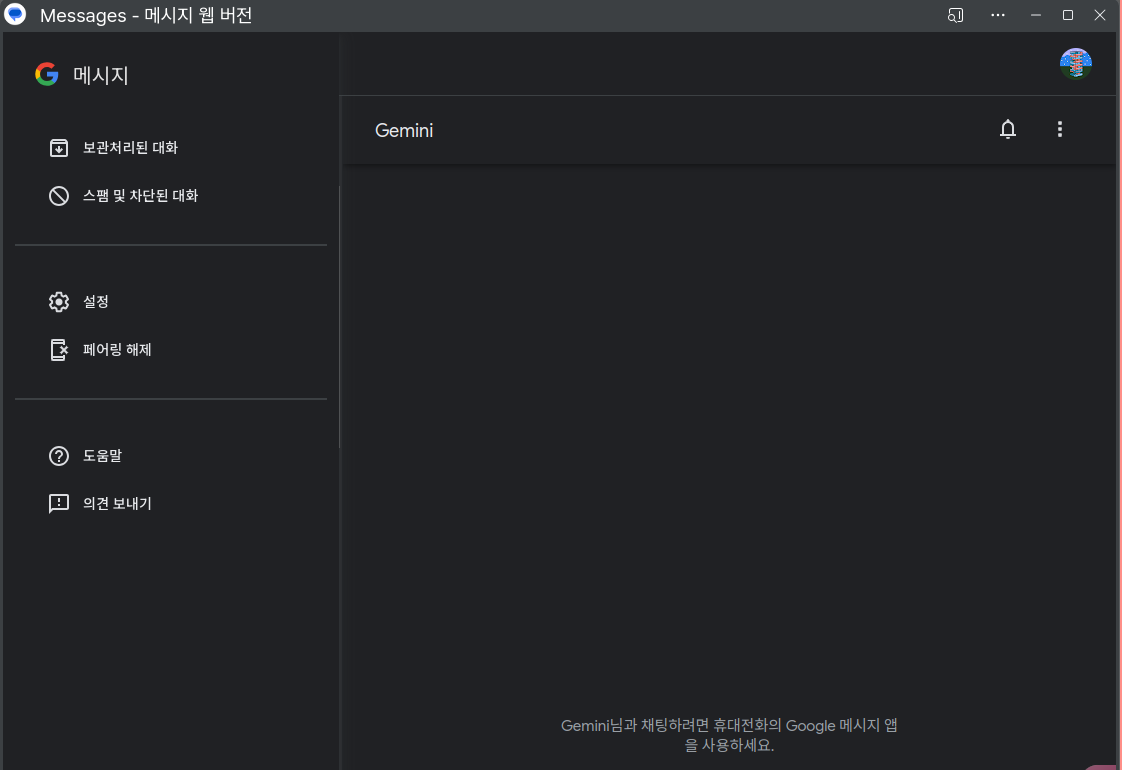 Messages - 메시지 웹 버전
메시지
보관처리된 대화
스팸 및 차단된 대화
설정
페어링 해제
도움말
의견 보내기
Gemini
Gemini님과 채팅하려면 휴대전화의 Google 메시지 앱
을 사용하세요.